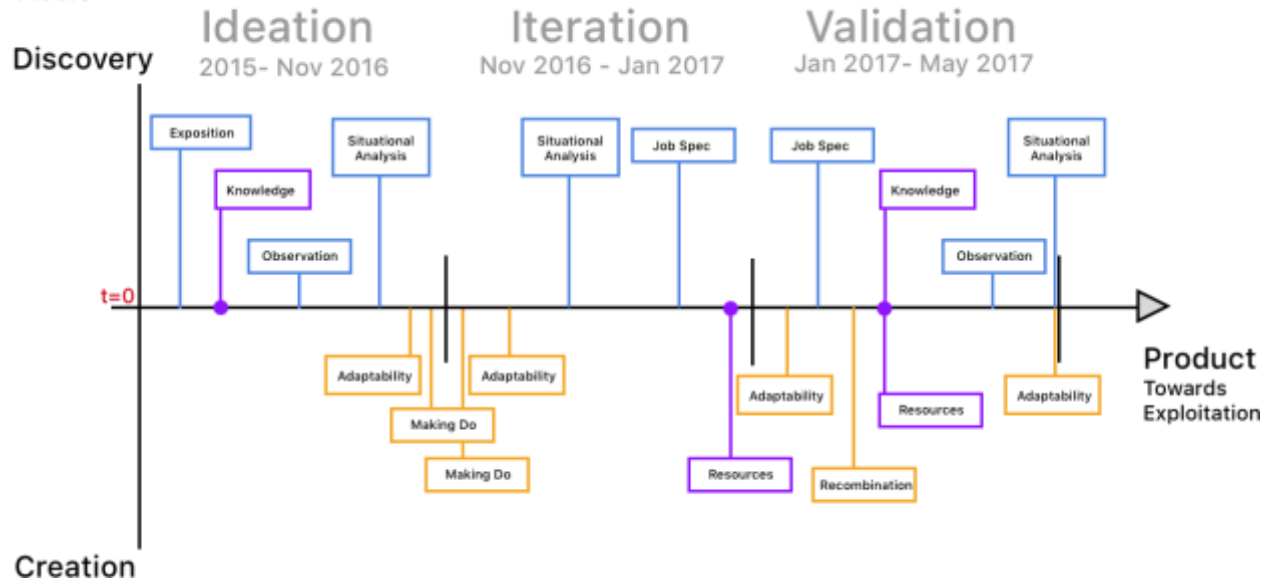 Ideation
2015- Nov 2016
Iteration
Nov 2016 - Jan 2017
Validation
Jan 2017- May 2017
Discovery
Exposition
Situational
Analysis
Situational
Analysis
Job Spec
Job Spec
Situational
Analysis
Knowledge
Knowledge
Observation
Observation
t=0
Adaptability
Adaptability
Adaptability
Adaptability
Making Do
Making Do
Resources
Resources
Recombination
Product
Towards
Exploitation
Creation